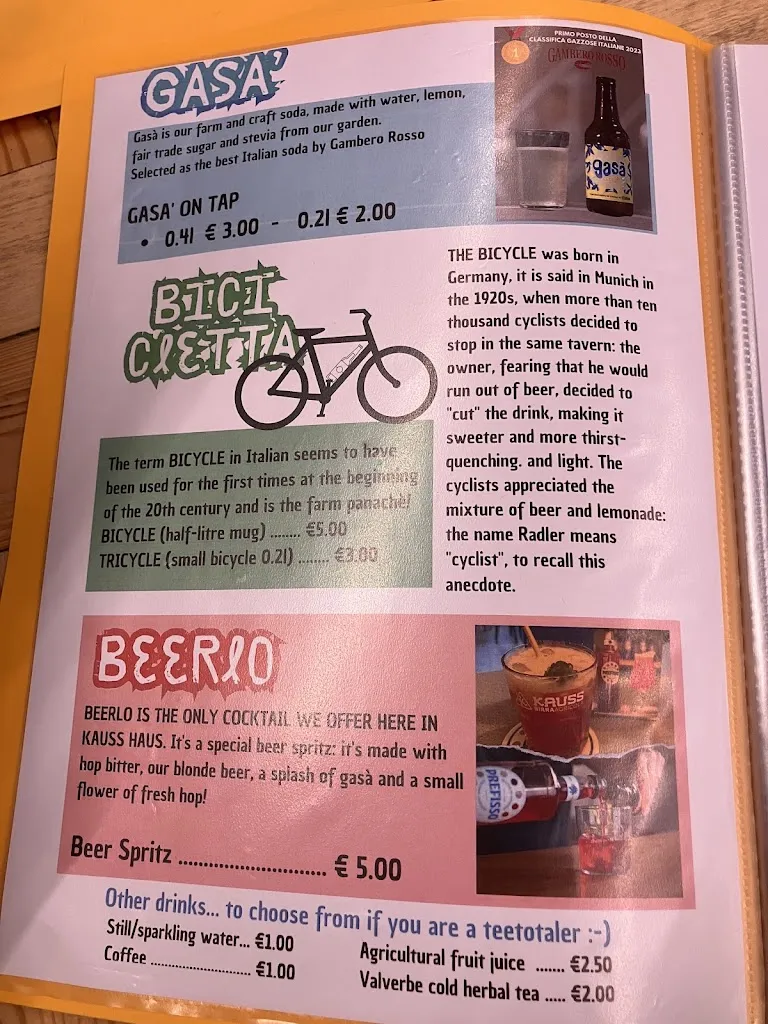 GASA'
Gasà is our farm and craft soda, made with water, lemon,
fair trade sugar and stevia from our garden.
Selected as the best Italian soda by Gambero Rosso
GASA' ON TAP
• 0.4l € 3.00 - 0.2l € 2.00
PRIMO POSTO DELLA
CLASSIFICA GAZZOSE ITALIANE 2023
GAMBERO ROSSO
1
gasà
BICI
CLETTA
THE BICYCLE was born in
Germany, it is said in Munich in
the 1920s, when more than ten
thousand cyclists decided to
stop in the same tavern: the
owner, fearing that he would
run out of beer, decided to
"cut" the drink, making it
sweeter and more thirst-
quenching. and light. The
cyclists appreciated the
mixture of beer and lemonade:
the name Radler means
"cyclist", to recall this
anecdote.
The term BICYCLE in Italian seems to have
been used for the first times at the beginning
of the 20th century and is the farm panachè!
BICYCLE (half-litre mug) ........ €5.00
TRICYCLE (small bicycle 0.2l) ........ €3.00
BEERLO
BEERLO IS THE ONLY COCKTAIL WE OFFER HERE IN
KAUSS HAUS. It's a special beer spritz: it's made with
hop bitter, our blonde beer, a splash of gasà and a small
flower of fresh hop!
Beer Spritz ............................ € 5.00
KAUSS
PREFISSO
Other drinks... to choose from if you are a teetotaler :-)
Still/sparkling water... €1.00
Coffee .......................... €1.00
Agricultural fruit juice ....... €2.50
Valverbe cold herbal tea ..... €2.00